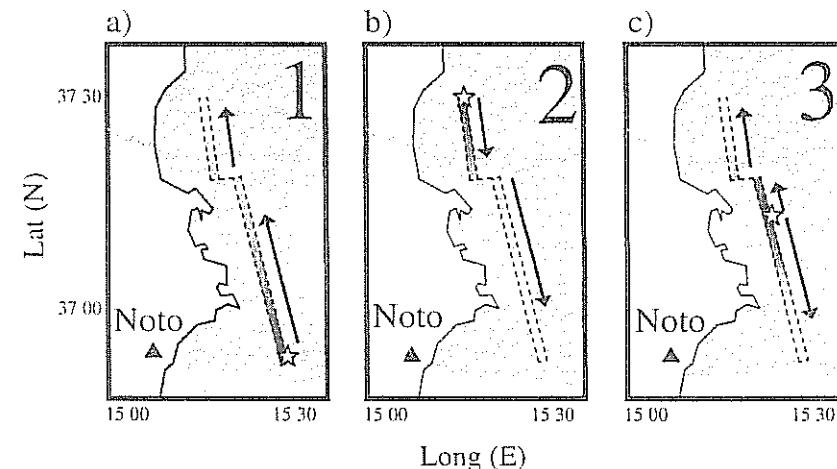 a) b) c)
1 2 3
37 30
Lat (N)
37 00
Noto Noto Noto
15 00 15 30 15 00 15 30 15 00 15 30
Long (E)